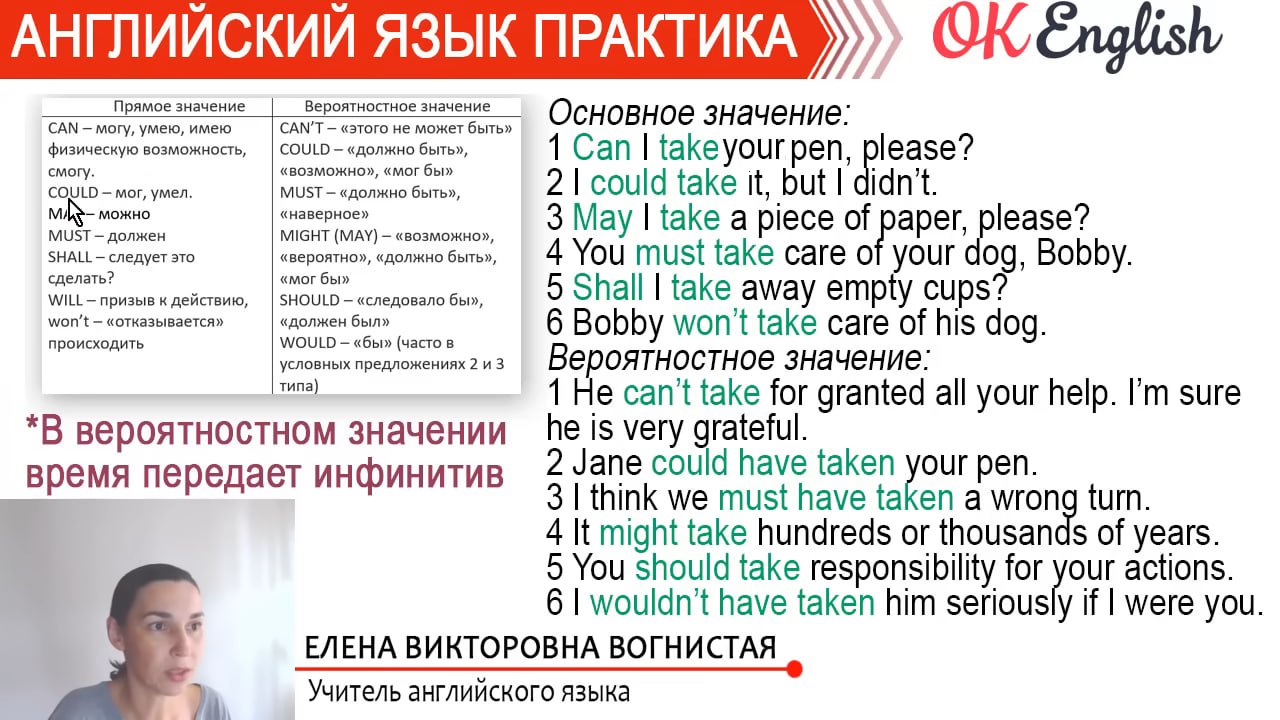 АНГЛИЙСКИЙ ЯЗЫК ПРАКТИКА
OK English
Прямое значение
CAN – могу, умею, имею
физическую возможность,
смогу.
COULD – мог, умел.
– можно
MUST – должен
SHALL – следует это
сделать?
WILL – призыв к действию,
won’t – «отказывается»
происходить
Вероятностное значение
CAN’T – «этого не может быть»
COULD – «должно быть»,
«возможно», «мог бы»
MUST – «должно быть»,
«наверное»
MIGHT (MAY) – «возможно»,
«вероятно», «должно быть»,
«мог бы»
SHOULD – «следовало бы»,
«должен был»
WOULD – «бы» (часто в
условных предложениях 2 и 3
типа)
*В вероятностном значении
время передает инфинитив
Основное значение:
1 Can I take your pen, please?
2 I could take it, but I didn’t.
3 May I take a piece of paper, please?
4 You must take care of your dog, Bobby.
5 Shall I take away empty cups?
6 Bobby won’t take care of his dog.
Вероятностное значение:
1 He can’t take for granted all your help. I’m sure
he is very grateful.
2 Jane could have taken your pen.
3 I think we must have taken a wrong turn.
4 It might take hundreds or thousands of years.
5 You should take responsibility for your actions.
6 I wouldn’t have taken him seriously if I were you.
ЕЛЕНА ВИКТОРОВНА ВОГНИСТАЯ
Учитель английского языка